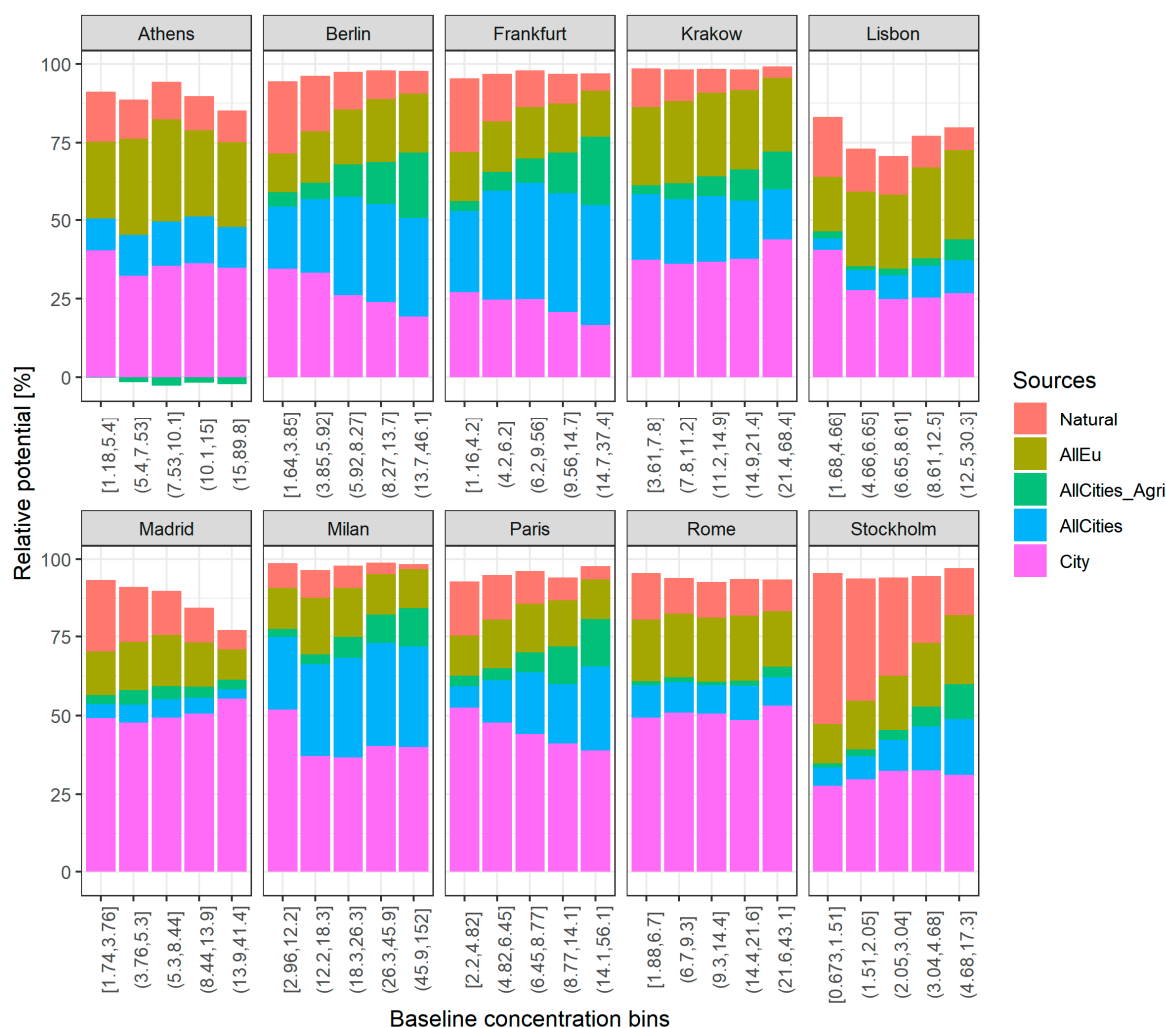 Athens Berlin Frankfurt Krakow Lisbon
100
75
50
25
0
[1.18,5.4] (5.4,7.53] (7.53,10.1] (10.1,15] (15,89.8]
[1.64,3.85] (3.85,5.92] (5.92,8.27] (8.27,13.7] (13.7,46.1]
[1.16,4.2] (4.2,6.2] (6.2,9.56] (9.56,14.7] (14.7,37.4]
[3.61,7.8] (7.8,11.2] (11.2,14.9] (14.9,21.4] (21.4,68.4]
[1.68,4.66] (4.66,6.65] (6.65,8.61] (8.61,12.5] (12.5,30.3]
Relative potential [%]
Madrid Milan Paris Rome Stockholm
100
75
50
25
0
[1.74,3.76] (3.76,5.3] (5.3,8.44] (8.44,13.9] (13.9,41.4]
[2.96,12.2] (12.2,18.3] (18.3,26.3] (26.3,45.9] (45.9,152]
[2.2,4.82] (4.82,6.45] (6.45,8.77] (8.77,14.1] (14.1,56.1]
[1.88,6.7] (6.7,9.3] (9.3,14.4] (14.4,21.6] (21.6,43.1]
[0.673,1.51] (1.51,2.05] (2.05,3.04] (3.04,4.68] (4.68,17.3]
Baseline concentration bins
Sources
Natural
AllEu
AllCities_Agri
AllCities
City